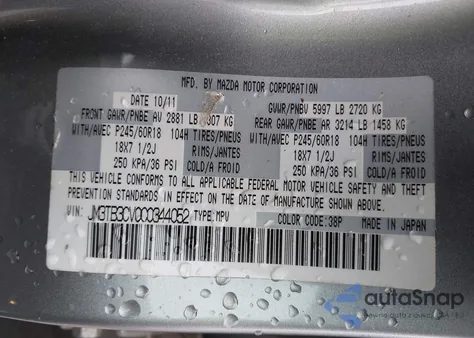 MFD. BY MAZDA MOTOR CORPORATION
DATE 10/11 GVWR/PNBV 5997 LB 2720 KG
FRONT GAWR/PNBE AV 2881 LB 1307 KG REAR GAWR/PNBE AR 3214 LB 1458 KG
WITH/AVEC P245/60R18 104H TIRES/PNEUS WITH/AVEC P245/60R18 104H TIRES/PNEUS
18X7 1/2J RIMS/JANTES 18X7 1/2J RIMS/JANTES
250 KPA/36 PSI COLD/A FROID 250 KPA/36 PSI COLD/A FROID
THIS VEHICLE CONFORMS TO ALL APPLICABLE FEDERAL MOTOR VEHICLE SAFETY, BUMPER, AND THEFT
PREVENTION STANDARDS IN EFFECT ON THE DATE OF MANUFACTURE SHOWN ABOVE.
VIN: JM3TB3CV0C0344052 TYPE: MPV COLOR CODE: 38P MADE IN JAPAN
autoSnap